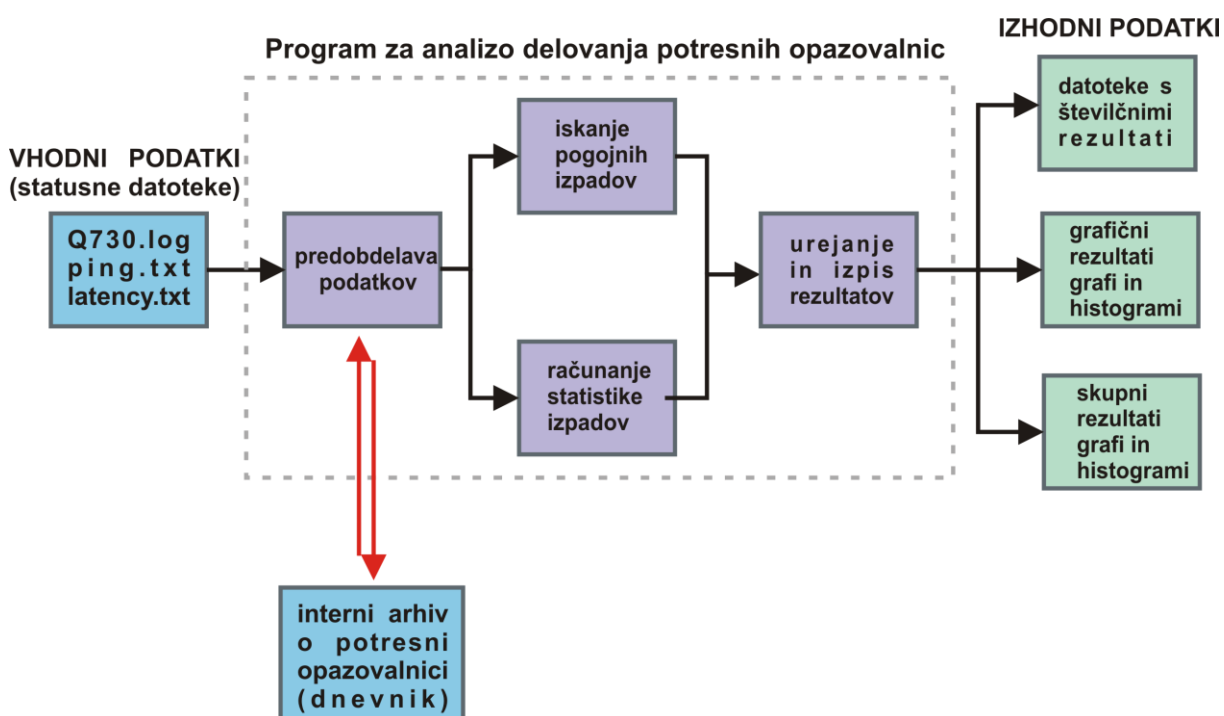 Program za analizo delovanja potresnih opazovalnic
IZHODNI PODATKI
VHODNI PODATKI
(statusne datoteke)
Q730.log
ping.txt
latency.txt
predobdelava
podatkov
iskanje
pogojnih
izpadov
računanje
statistike
izpadov
urejanje
in izpis
rezultatov
datoteke s
številčnimi
rezultati
grafični
rezultati
grafi in
histogrami
skupni
rezultati
grafi in
histogrami
interni arhiv
o potresni
opazovalnici
(dnevnik)